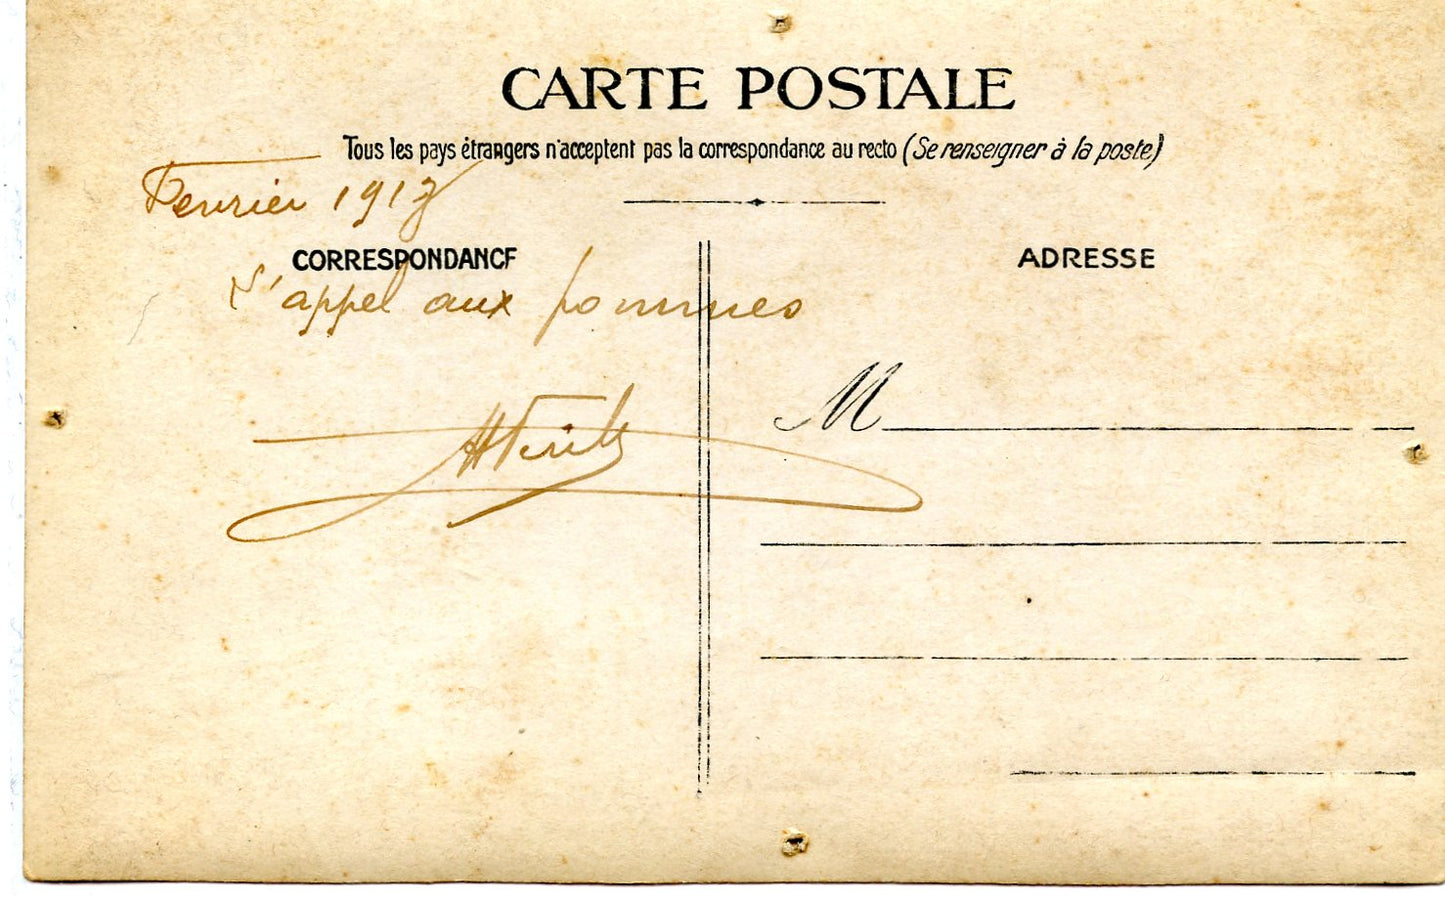 CARTE POSTALE
Tous les pays étrangers n'acceptent pas la correspondance au recto (Se renseigner à la poste)
Fevrier 1917
CORRESPONDANCE
ADRESSE
L'appel aux pommes
M